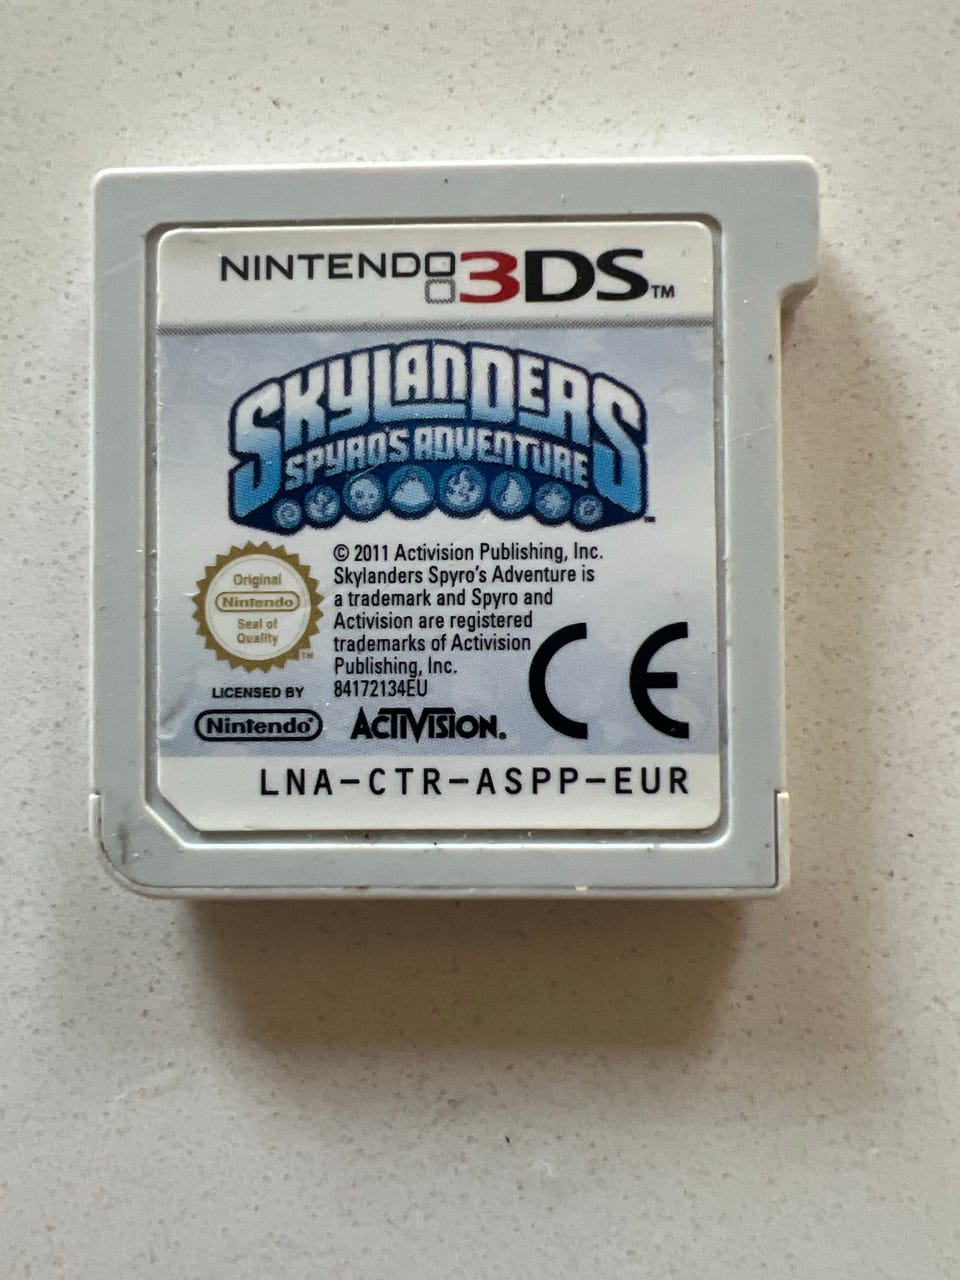 NINTENDO 3DS™
SKYLANDERS
SPYRO'S ADVENTURE™
© 2011 Activision Publishing, Inc.
Skylanders Spyro's Adventure is
a trademark and Spyro and
Activision are registered
trademarks of Activision
Publishing, Inc.
84172134EU
Original
Nintendo
Seal of
Quality™
LICENSED BY
Nintendo®
ACTIVISION®
CE
LNA-CTR-ASPP-EUR